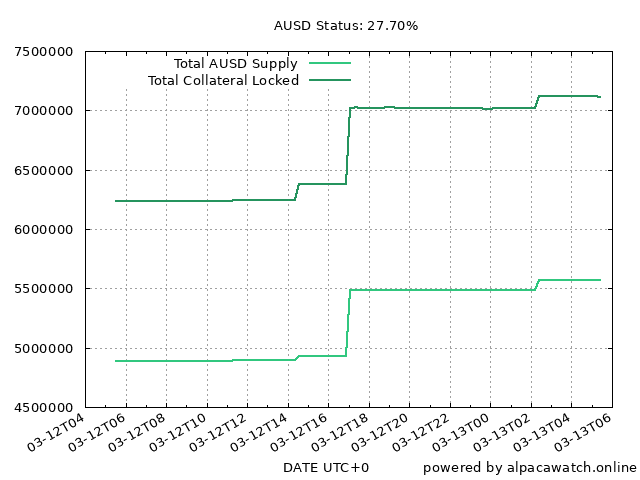 AUSD Status: 27.70%
7500000
Total AUSD Supply
Total Collateral Locked
7000000
6500000
6000000
5500000
5000000
4500000
03-12T04
03-12T06
03-12T08
03-12T10
03-12T12
03-12T14
03-12T16
03-12T18
03-12T20
03-12T22
03-13T00
03-13T02
03-13T04
03-13T06
DATE UTC+0
powered by alpacawatch.online